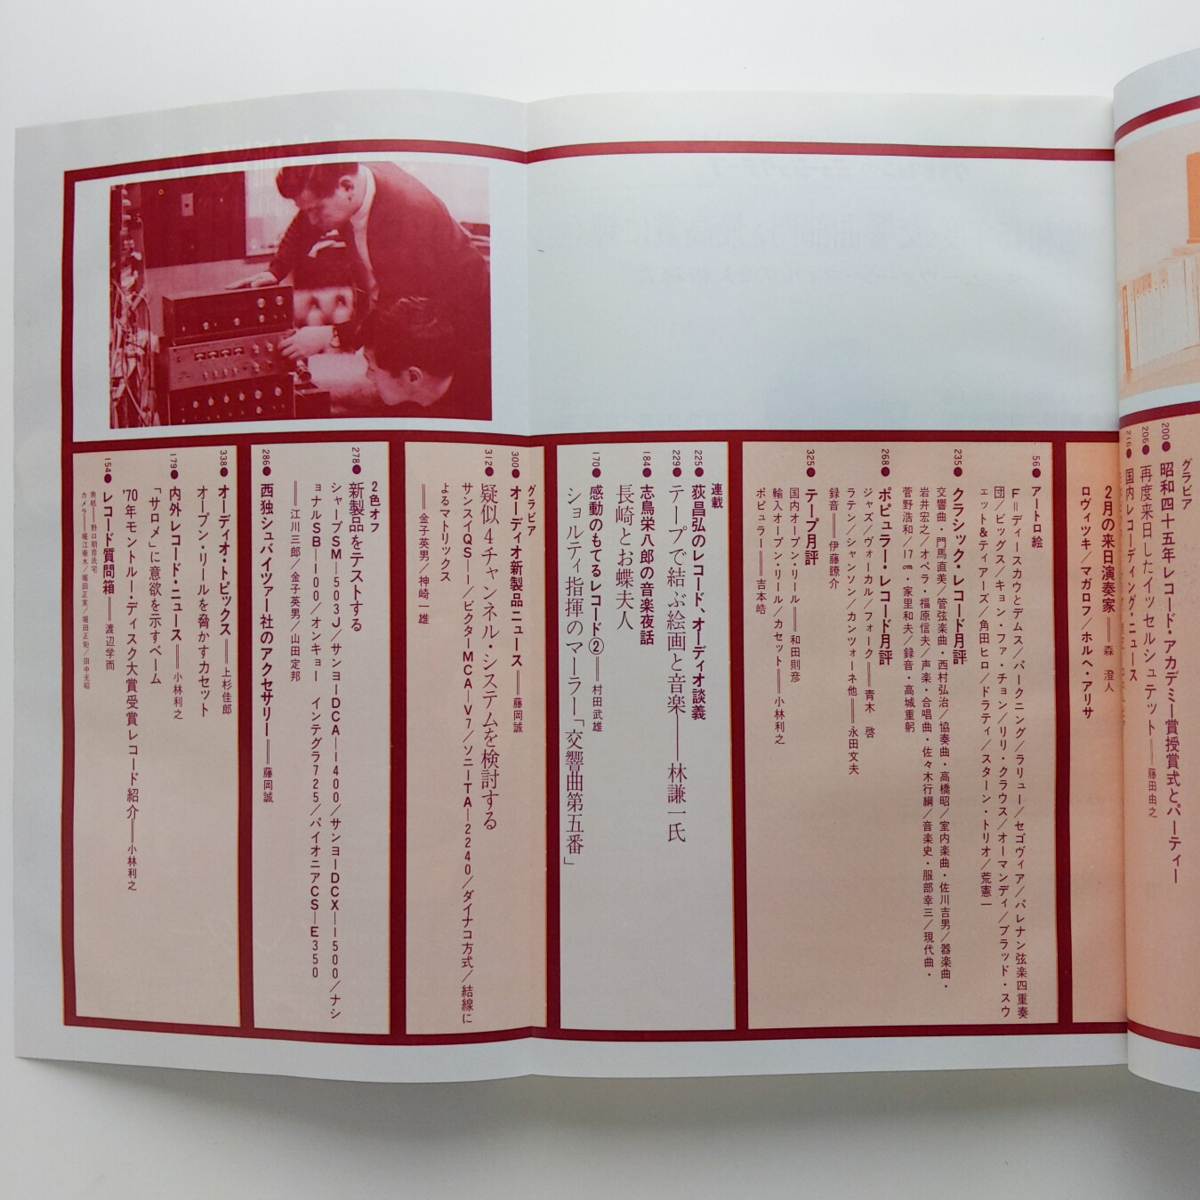 グラビア
200●昭和四十五年レコード・アカデミー賞授賞式とパーティー
206●再度来日したイッセルシュテット══藤田由之
216●国内レコーディング・ニュース
2月の来日演奏家══森 澄人
ロヴィツキ/マガロフ/ホルヘ・アリサ
56●アートロ絵
F=ディースカウとデムス/パークニング/ラリュー/セゴヴィア/パレナン弦楽四重奏
団/ビッグス/キョン・ファ・チョン/リリ・クラウス/オーマンディ/ブラッド・スウ
ェット&ティアーズ/角田ヒロ/ドラティ/スターン・トリオ/荒憲一
235●クラシック・レコード月評
交響曲・門馬直美/管弦楽曲・西村弘治/協奏曲・高橋昭/室内楽曲・佐川吉男/器楽曲・
岩井宏之/オペラ・福原信夫/声楽・合唱曲・佐々木行綱/音楽史・服部幸三/現代曲・
菅野浩和/17cm・家里和夫/録音・高城重躬
268●ポピュラー・レコード月評
ジャズ/ヴォーカル/フォーク══青木 啓
ラテン/シャンソン/カンツォーネ他══永田文夫
録音══伊藤瞭介
325●テープ月評
国内オープン・リール══和田則彦
輸入オープン・リール/カセット══小林利之
ポピュラー══吉本皓
連載
225●荻昌弘のレコード、オーディオ談義
229●テープで結ぶ絵画と音楽――林謙一氏
184●志鳥栄八郎の音楽夜話
長崎とお蝶夫人
170●感動のもてるレコード②══村田武雄
ショルティ指揮のマーラー「交響曲第五番」
グラビア
300●オーディオ新製品ニュース══藤岡誠
312●疑似4チャンネル・システムを検討する
サンスイQS―1/ビクターMCA―V7/ソニーTA―2240/ダイナコ方式/結線に
よるマトリックス
══金子英男/神崎一雄
2色オフ
278●新製品をテストする
シャープSM―503J/サンヨーDCA―1400/サンヨーDCX―1500/ナシ
ョナルSB―100/オンキョー インテグラ725/パイオニアCS―E350
══江川三郎/金子英男/山田定邦
286●西独シュバイツァー社のアクセサリー══藤岡誠
338●オーディオ・トピックス══上杉佳郎
オープン・リールを脅かすカセット
179●内外レコード・ニュース══小林利之
「サロメ」に意欲を示すベーム
'70年モントルー・ディスク大賞受賞レコード紹介══小林利之
154●レコード質問箱══渡辺学而